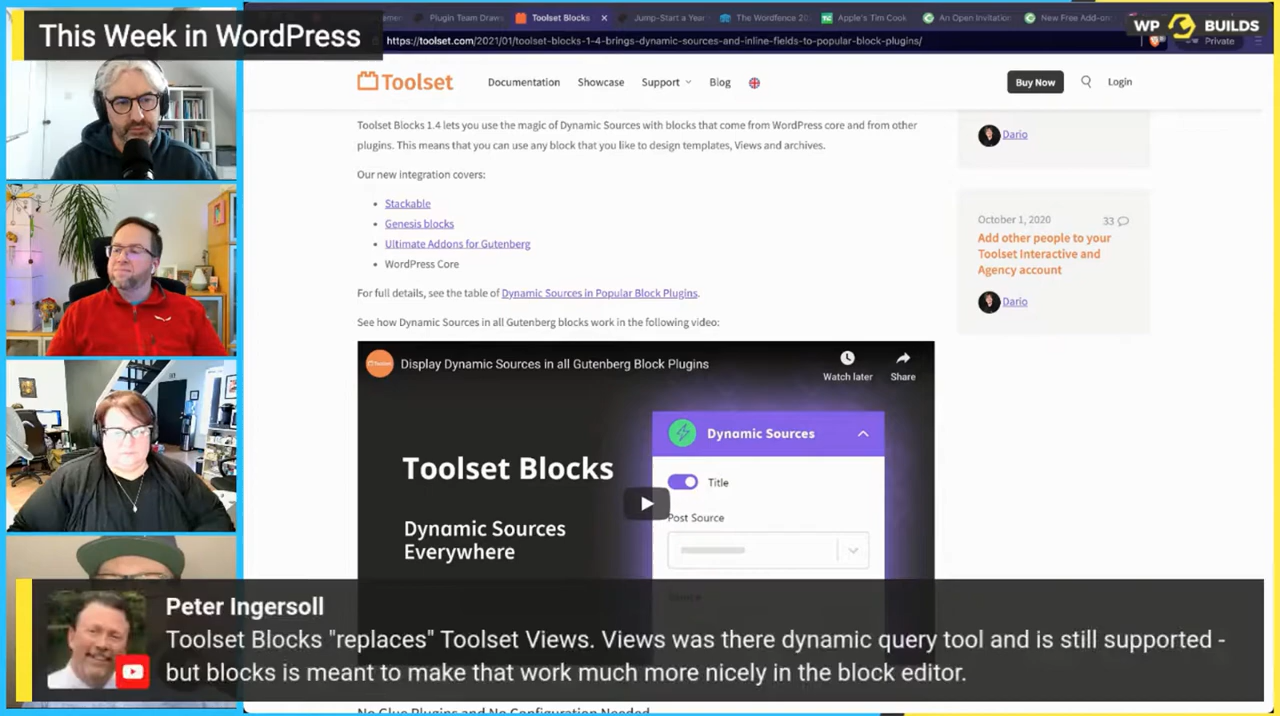 This Week in WordPress
Plugin Team Draws
Toolset Blocks
Jump-Start a Year
The Wordfence 20
Apple's Tim Cook
An Open Invitation
New Free Add-on
WP BUILDS
https://toolset.com/2021/01/toolset-blocks-1-4-brings-dynamic-sources-and-inline-fields-to-popular-block-plugins/
Private
Toolset
Documentation
Showcase
Support
Blog
Buy Now
Login
Toolset Blocks 1.4 lets you use the magic of Dynamic Sources with blocks that come from WordPress core and from other
plugins. This means that you can use any block that you like to design templates, Views and archives.
Our new integration covers:
Stackable
Genesis blocks
Ultimate Addons for Gutenberg
WordPress Core
For full details, see the table of Dynamic Sources in Popular Block Plugins.
See how Dynamic Sources in all Gutenberg blocks work in the following video:
Dario
October 1, 2020
33
Add other people to your
Toolset Interactive and
Agency account
Dario
Display Dynamic Sources in all Gutenberg Block Plugins
Watch later
Share
Toolset Blocks
Dynamic Sources
Everywhere
Dynamic Sources
Title
Post Source
Peter Ingersoll
Toolset Blocks "replaces" Toolset Views. Views was there dynamic query tool and is still supported -
but blocks is meant to make that work much more nicely in the block editor.
No Glue Plugins and No Configuration Needed